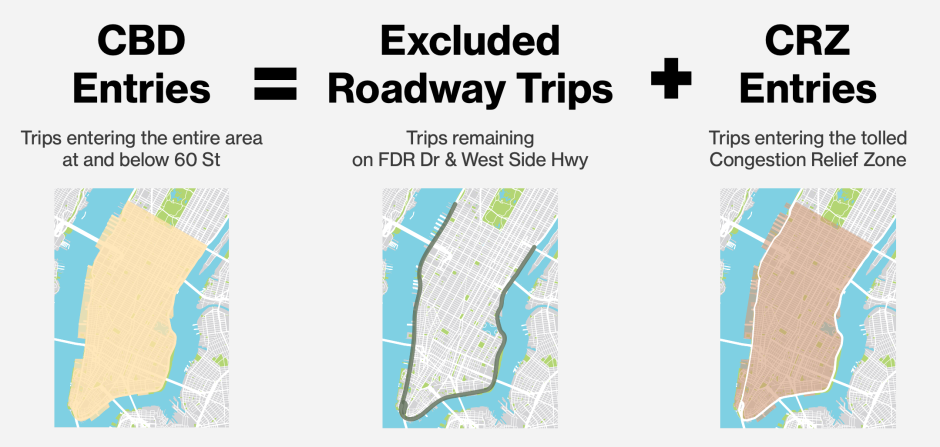 CBD
Entries
=
Excluded
Roadway Trips
+
CRZ
Entries
Trips entering the entire area
at and below 60 St
Trips remaining
on FDR Dr & West Side Hwy
Trips entering the tolled
Congestion Relief Zone